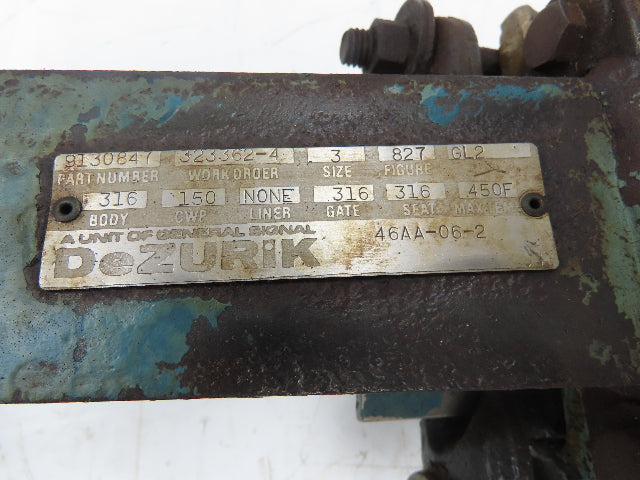 9130847 323362-4 3 827 GL2
PART NUMBER WORK ORDER SIZE FIGURE
316 150 NONE 316 316 450F
BODY CWP LINER GATE SEAT
A UNIT OF GENERAL SIGNAL
DeZURiK 46AA-06-2